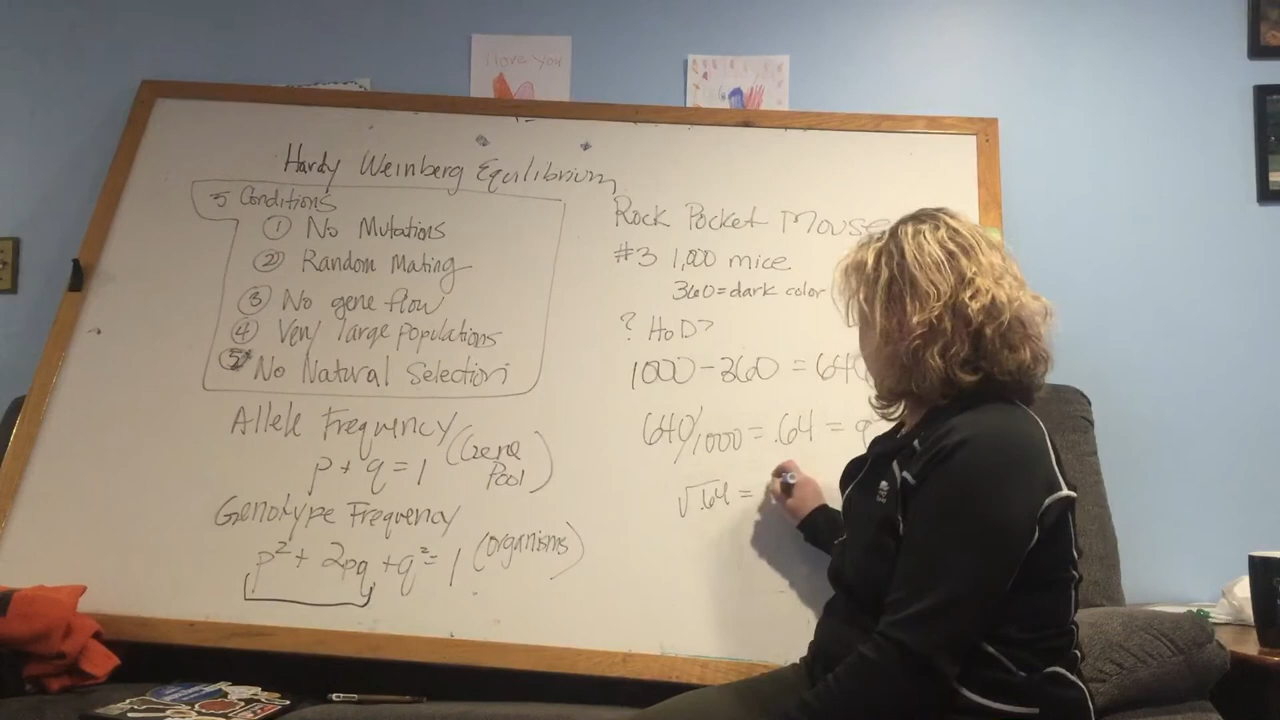 I love you
Hardy Weinberg Equilibrium
5 Conditions
① No Mutations
② Random Mating
③ No gene flow
④ Very large populations
⑤ No Natural Selection
Allele Frequency
p + q = 1 (Gene Pool)
Genotype Frequency
p² + 2pq + q² = 1 (organisms)
Rock Pocket Mouse
#3 1,000 mice
360 = dark color
? HoD?
1000 - 360 = 640
640/1000 = .64 = q
√.64 =